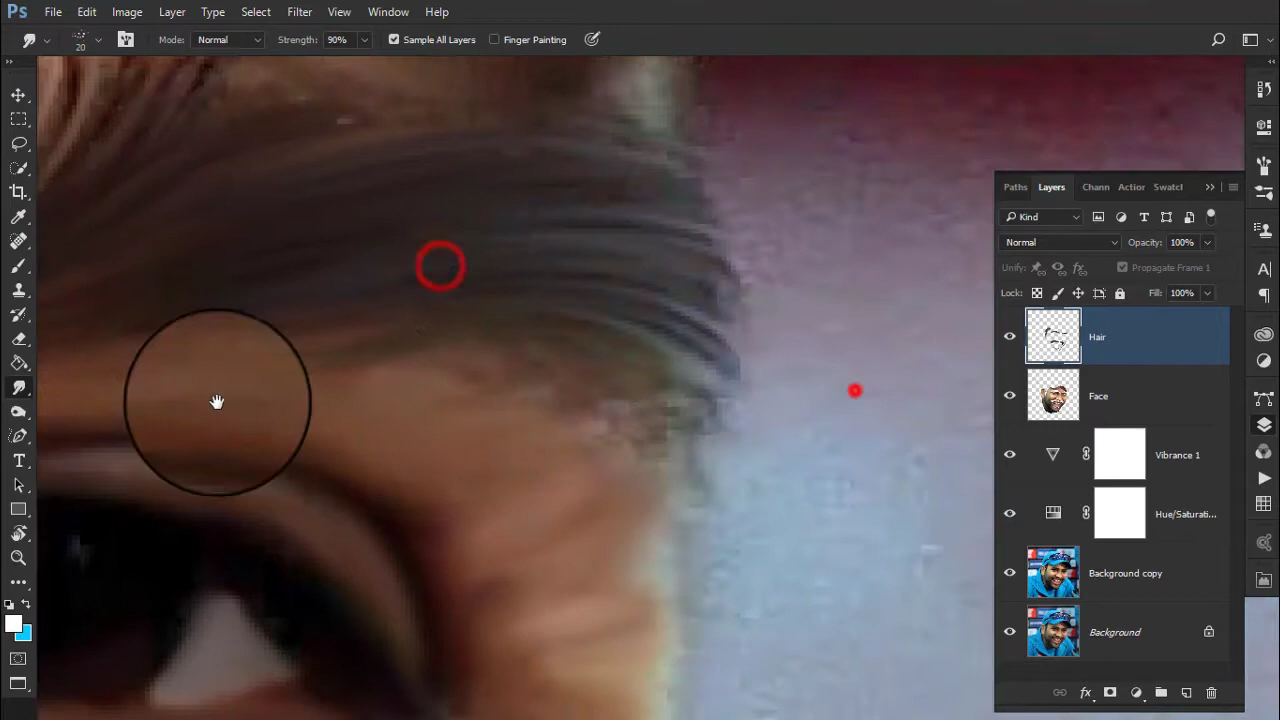 Ps File Edit Image Layer Type Select Filter View Window Help
20 Mode: Normal Strength: 90% Sample All Layers Finger Painting
Paths Layers Chann Actior Swatcl
Kind
Normal Opacity: 100%
Unify: Propagate Frame 1
Lock: Fill: 100%
Hair
Face
Vibrance 1
Hue/Saturati...
Background copy
Background
fx